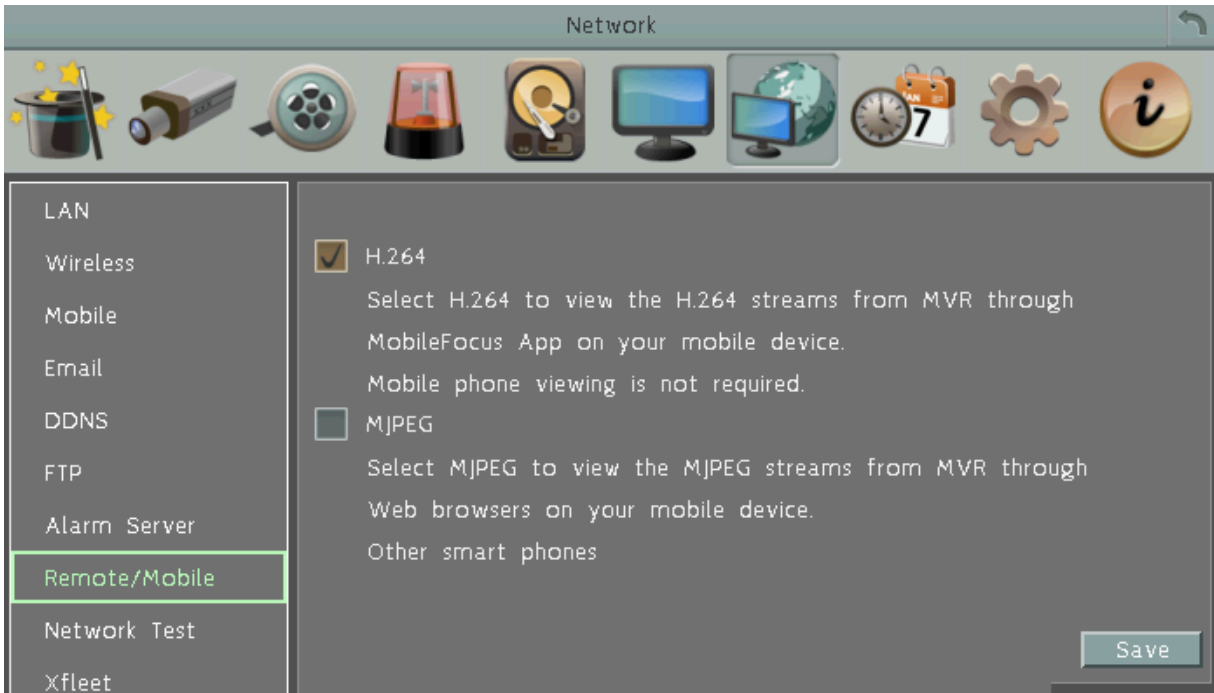 Network
JAN
7
i
LAN
Wireless
Mobile
Email
DDNS
FTP
Alarm Server
Remote/Mobile
Network Test
Xfleet
H.264
Select H.264 to view the H.264 streams from MVR through
MobileFocus App on your mobile device.
Mobile phone viewing is not required.
MJPEG
Select MJPEG to view the MJPEG streams from MVR through
Web browsers on your mobile device.
Other smart phones
Save